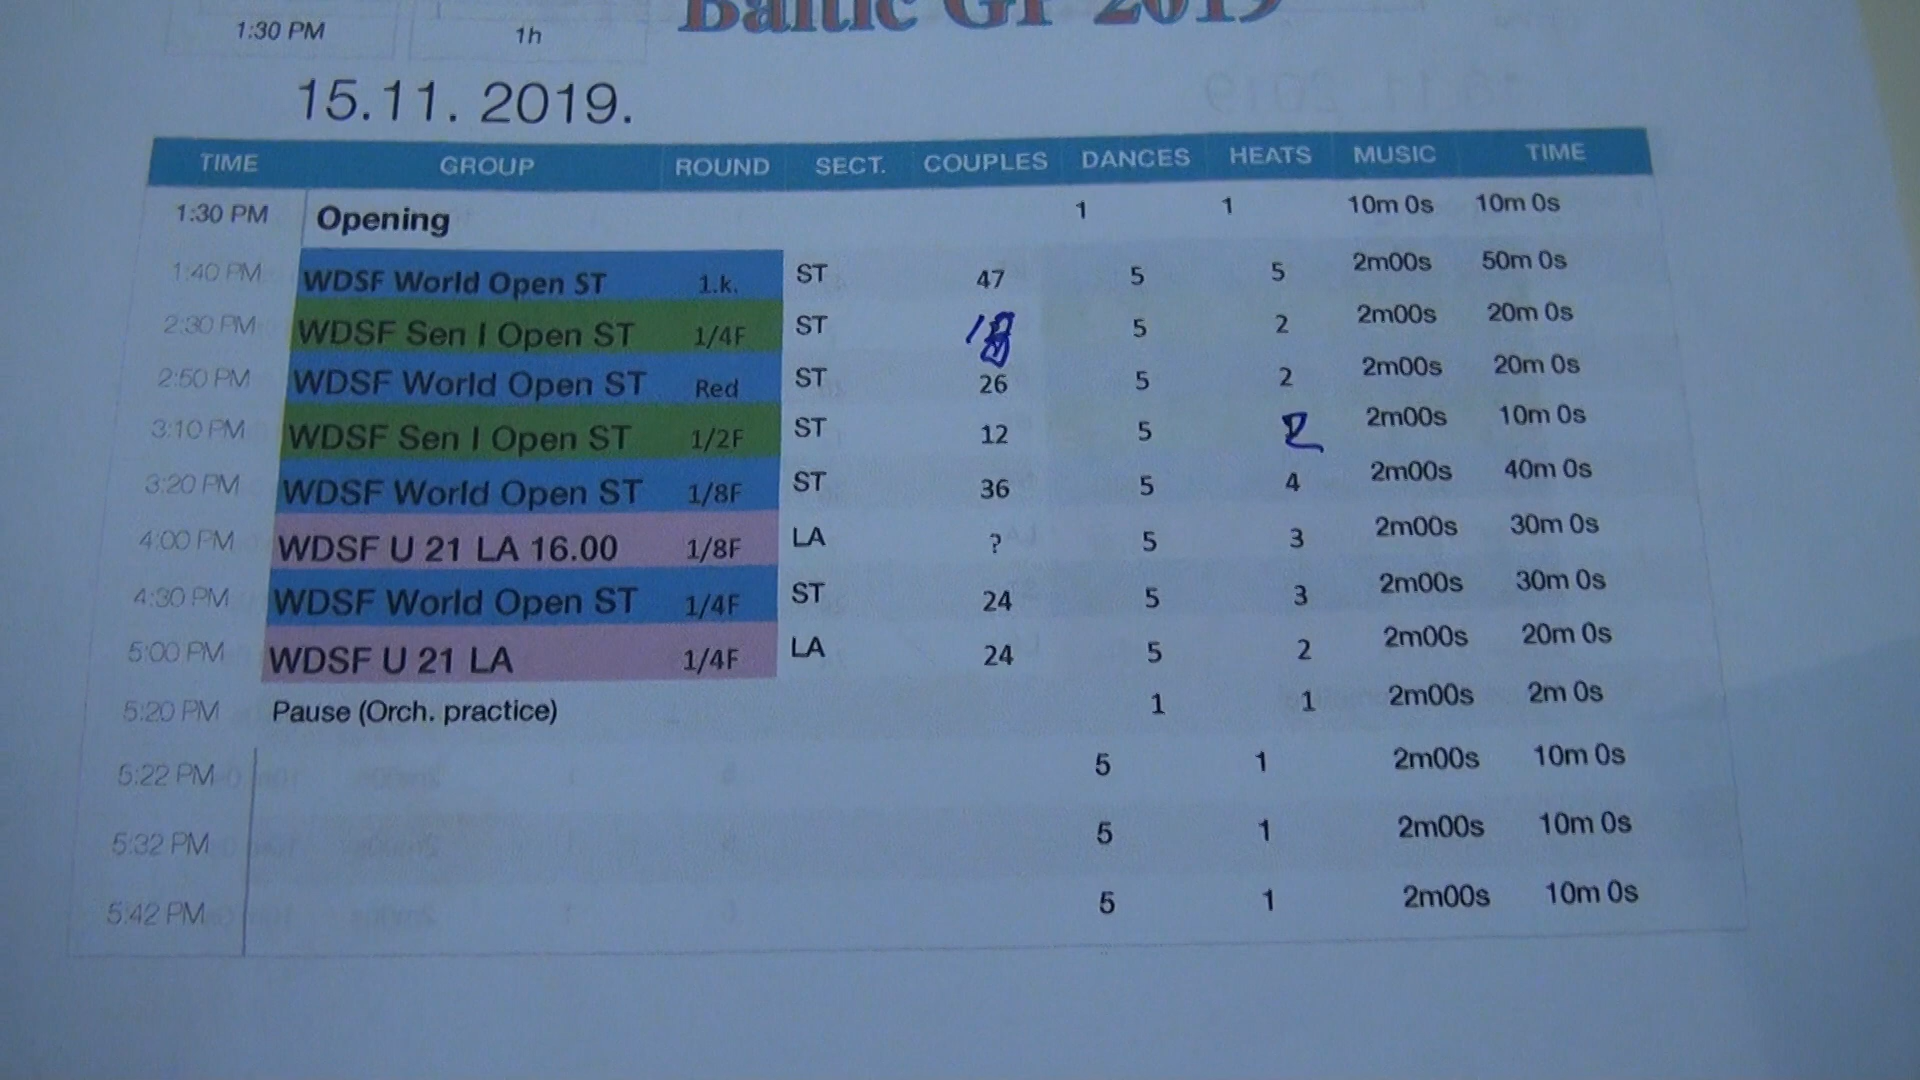 1:30 PM 1h
Baltic GP 2019
15.11. 2019.
TIME GROUP ROUND SECT. COUPLES DANCES HEATS MUSIC TIME
1:30 PM Opening 1 1 10m 0s 10m 0s
1:40 PM WDSF World Open ST 1.k. ST 47 5 5 2m00s 50m 0s
2:30 PM WDSF Sen I Open ST 1/4F ST 5 2 2m00s 20m 0s
2:50 PM WDSF World Open ST Red ST 26 5 2 2m00s 20m 0s
3:10 PM WDSF Sen I Open ST 1/2F ST 12 5 2 2m00s 10m 0s
3:20 PM WDSF World Open ST 1/8F ST 36 5 4 2m00s 40m 0s
4:00 PM WDSF U 21 LA 16.00 1/8F LA ? 5 3 2m00s 30m 0s
4:30 PM WDSF World Open ST 1/4F ST 24 5 3 2m00s 30m 0s
5:00 PM WDSF U 21 LA 1/4F LA 24 5 2 2m00s 20m 0s
5:20 PM Pause (Orch. practice) 1 1 2m00s 2m 0s
5:22 PM 5 1 2m00s 10m 0s
5:32 PM 5 1 2m00s 10m 0s
5:42 PM 5 1 2m00s 10m 0s